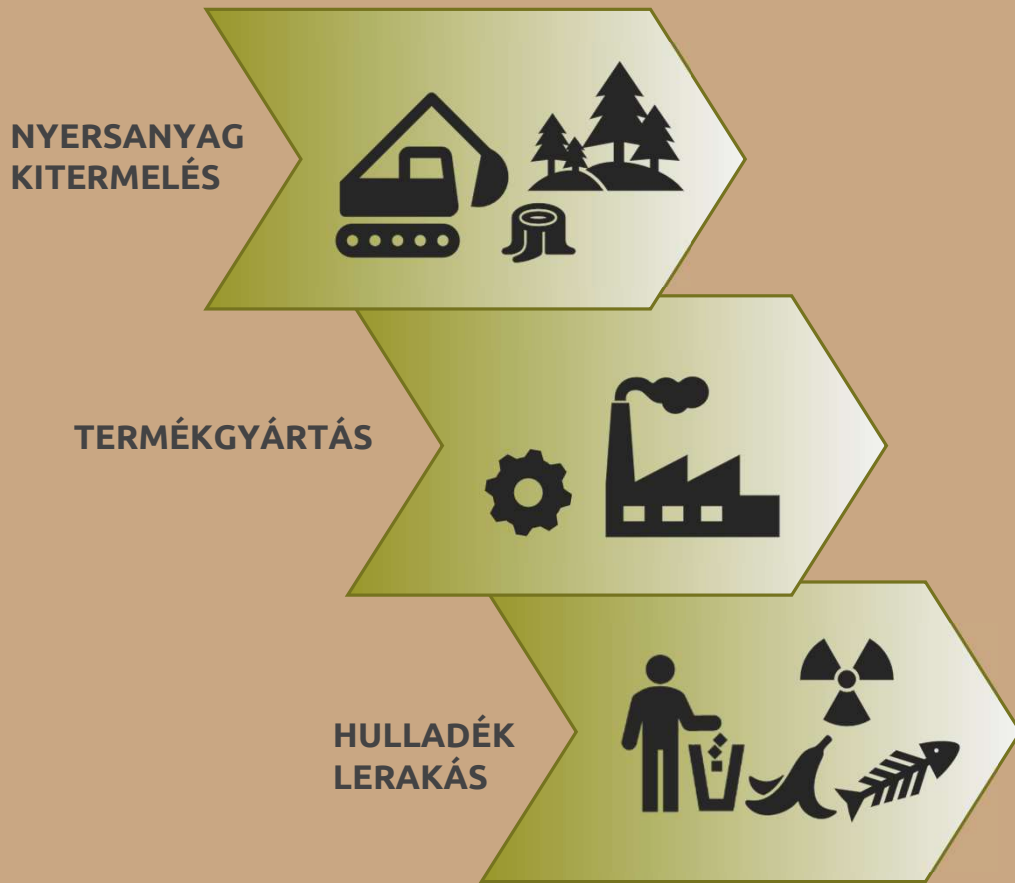 NYERSANYAG
KITERMELÉS
TERMÉKGYÁRTÁS
HULLADÉK
LERAKÁS